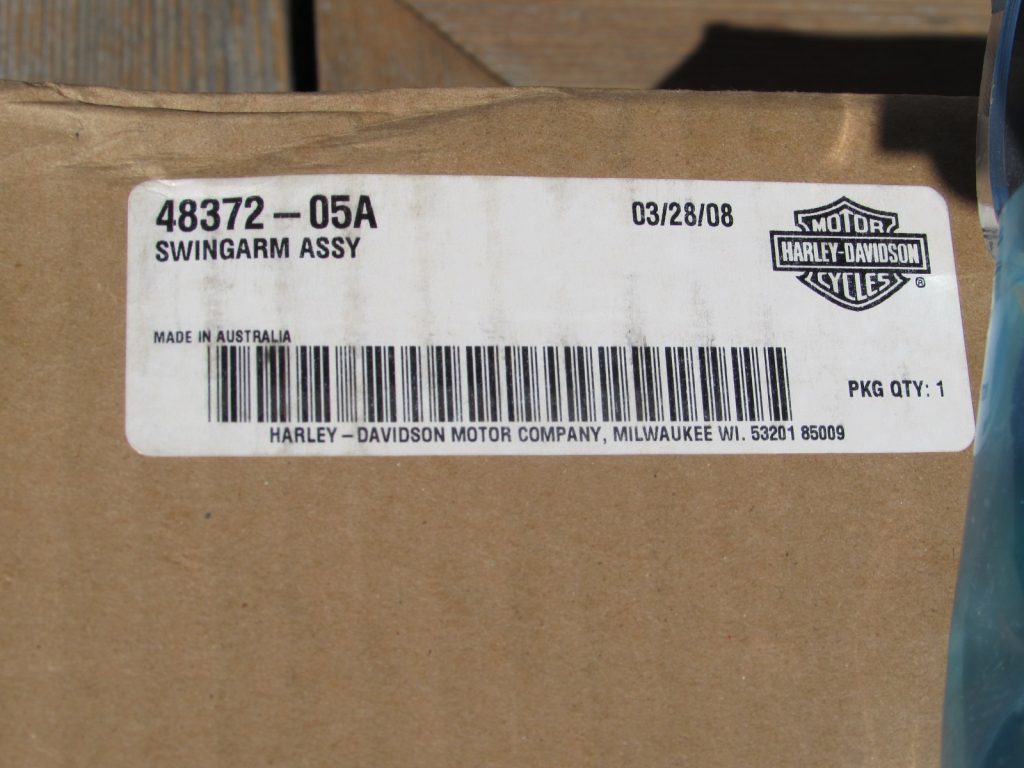 48372-05A
03/28/08
SWINGARM ASSY
MOTOR
HARLEY-DAVIDSON
CYCLES
®
MADE IN AUSTRALIA
PKG QTY: 1
HARLEY-DAVIDSON MOTOR COMPANY, MILWAUKEE WI. 53201 85009